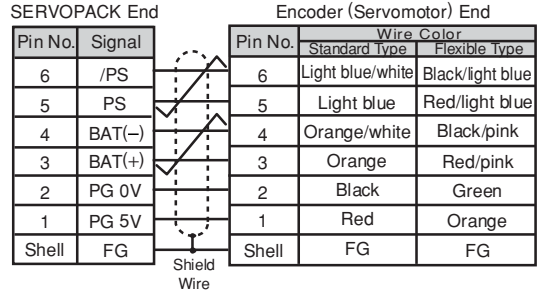 SERVOPACK End Encoder (Servomotor) End
Pin No. Signal Pin No. Wire Color
Standard Type Flexible Type
6 /PS 6 Light blue/white Black/light blue
5 PS 5 Light blue Red/light blue
4 BAT(−) 4 Orange/white Black/pink
3 BAT(+) 3 Orange Red/pink
2 PG 0V 2 Black Green
1 PG 5V 1 Red Orange
Shell FG Shell FG FG
Shield
Wire